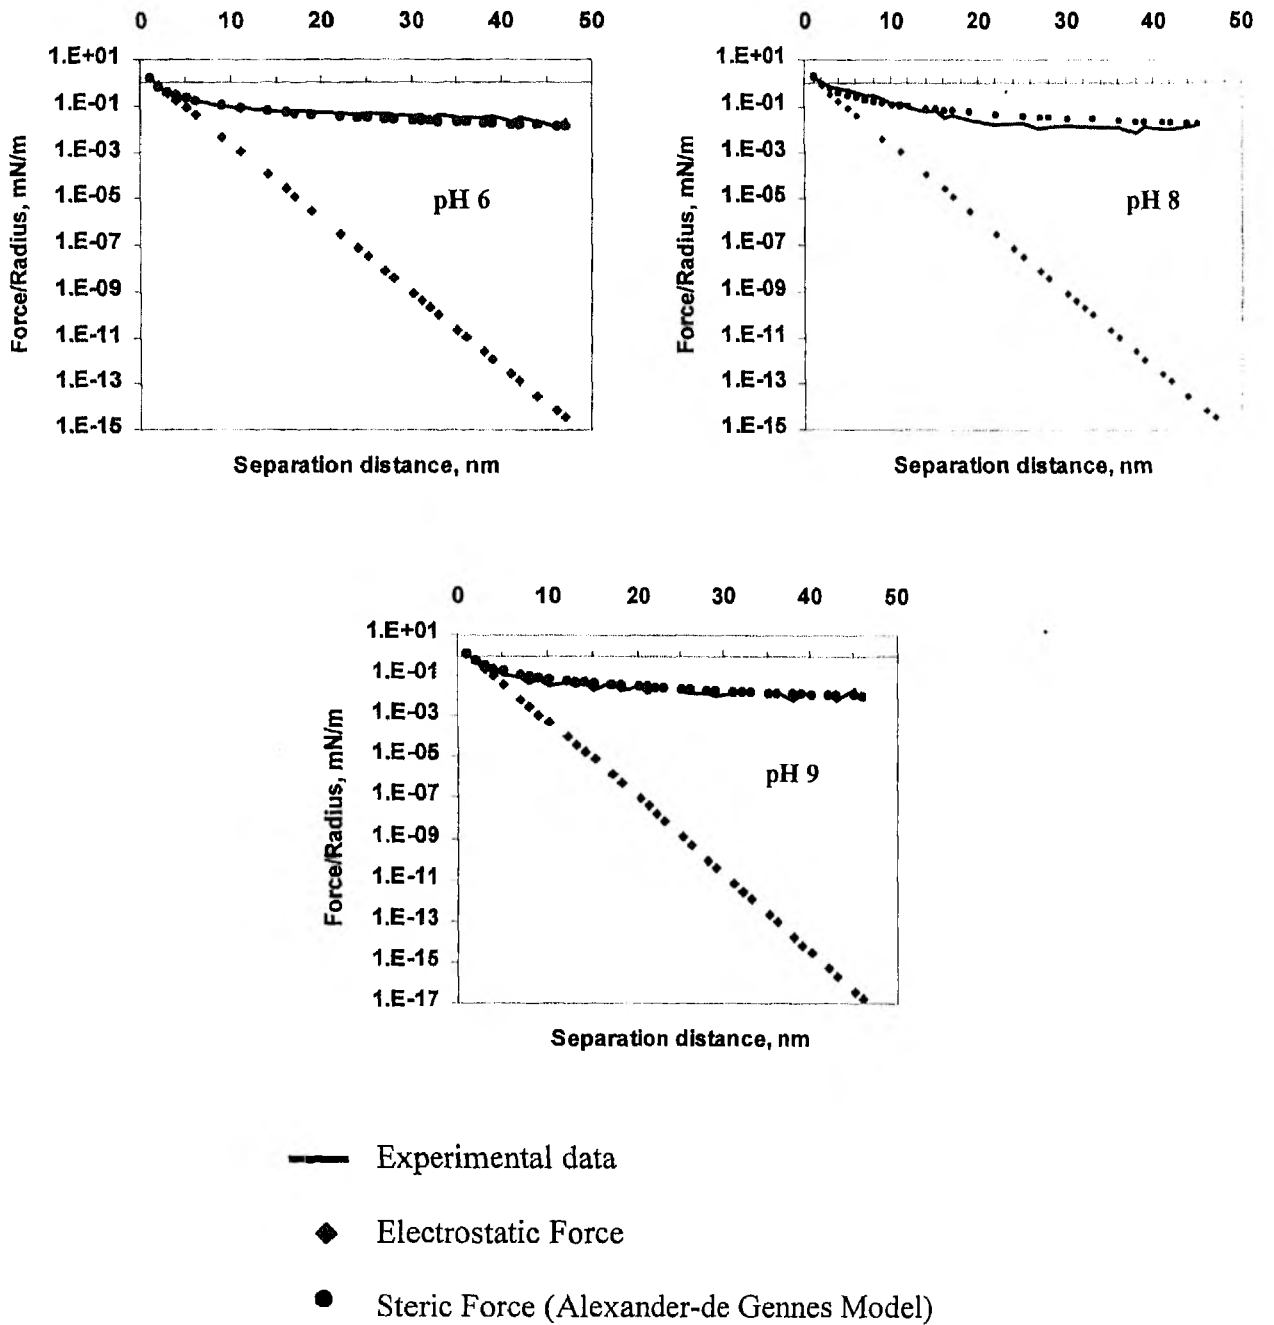 0 10 20 30 40 50
1.E+01
1.E-01
1.E-03
1.E-05
1.E-07
1.E-09
1.E-11
1.E-13
1.E-15
Force/Radius, mN/m
pH 6
Separation distance, nm
0 10 20 30 40 50
1.E+01
1.E-01
1.E-03
1.E-05
1.E-07
1.E-09
1.E-11
1.E-13
1.E-15
Force/Radius, mN/m
pH 8
Separation distance, nm
0 10 20 30 40 50
1.E+01
1.E-01
1.E-03
1.E-05
1.E-07
1.E-09
1.E-11
1.E-13
1.E-15
1.E-17
Force/Radius, mN/m
pH 9
Separation distance, nm
Experimental data
Electrostatic Force
Steric Force (Alexander-de Gennes Model)